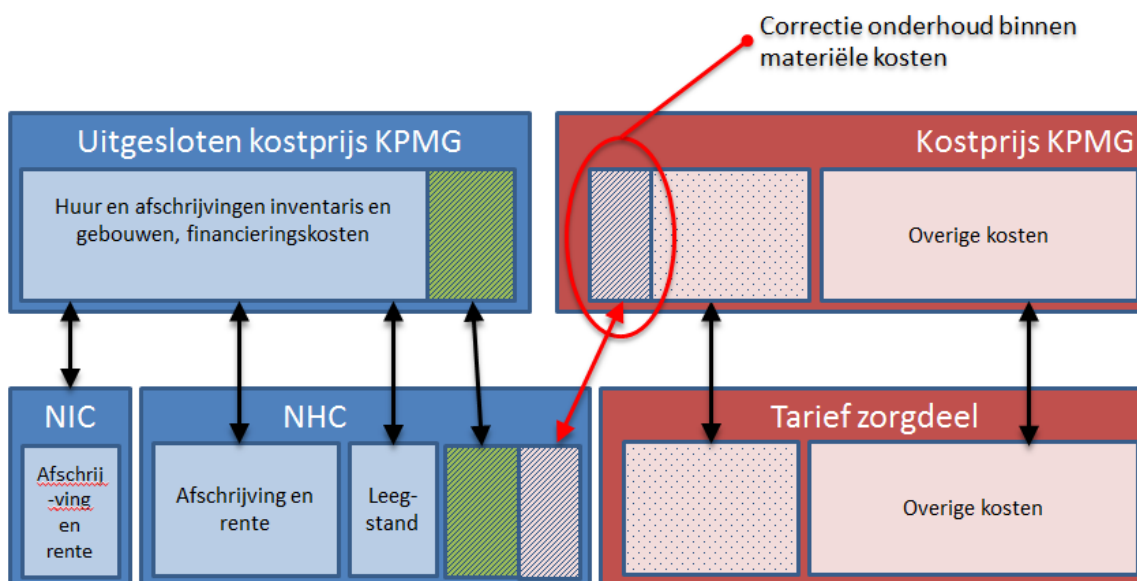 Correctie onderhoud binnen
materiële kosten
Uitgesloten kostprijs KPMG
Kostprijs KPMG
Huur en afschrijvingen inventaris en
gebouwen, financieringskosten
Overige kosten
NIC
NHC
Tarief zorgdeel
Afschrij
-ving
en
rente
Afschrijving en
rente
Leeg-
stand
Overige kosten